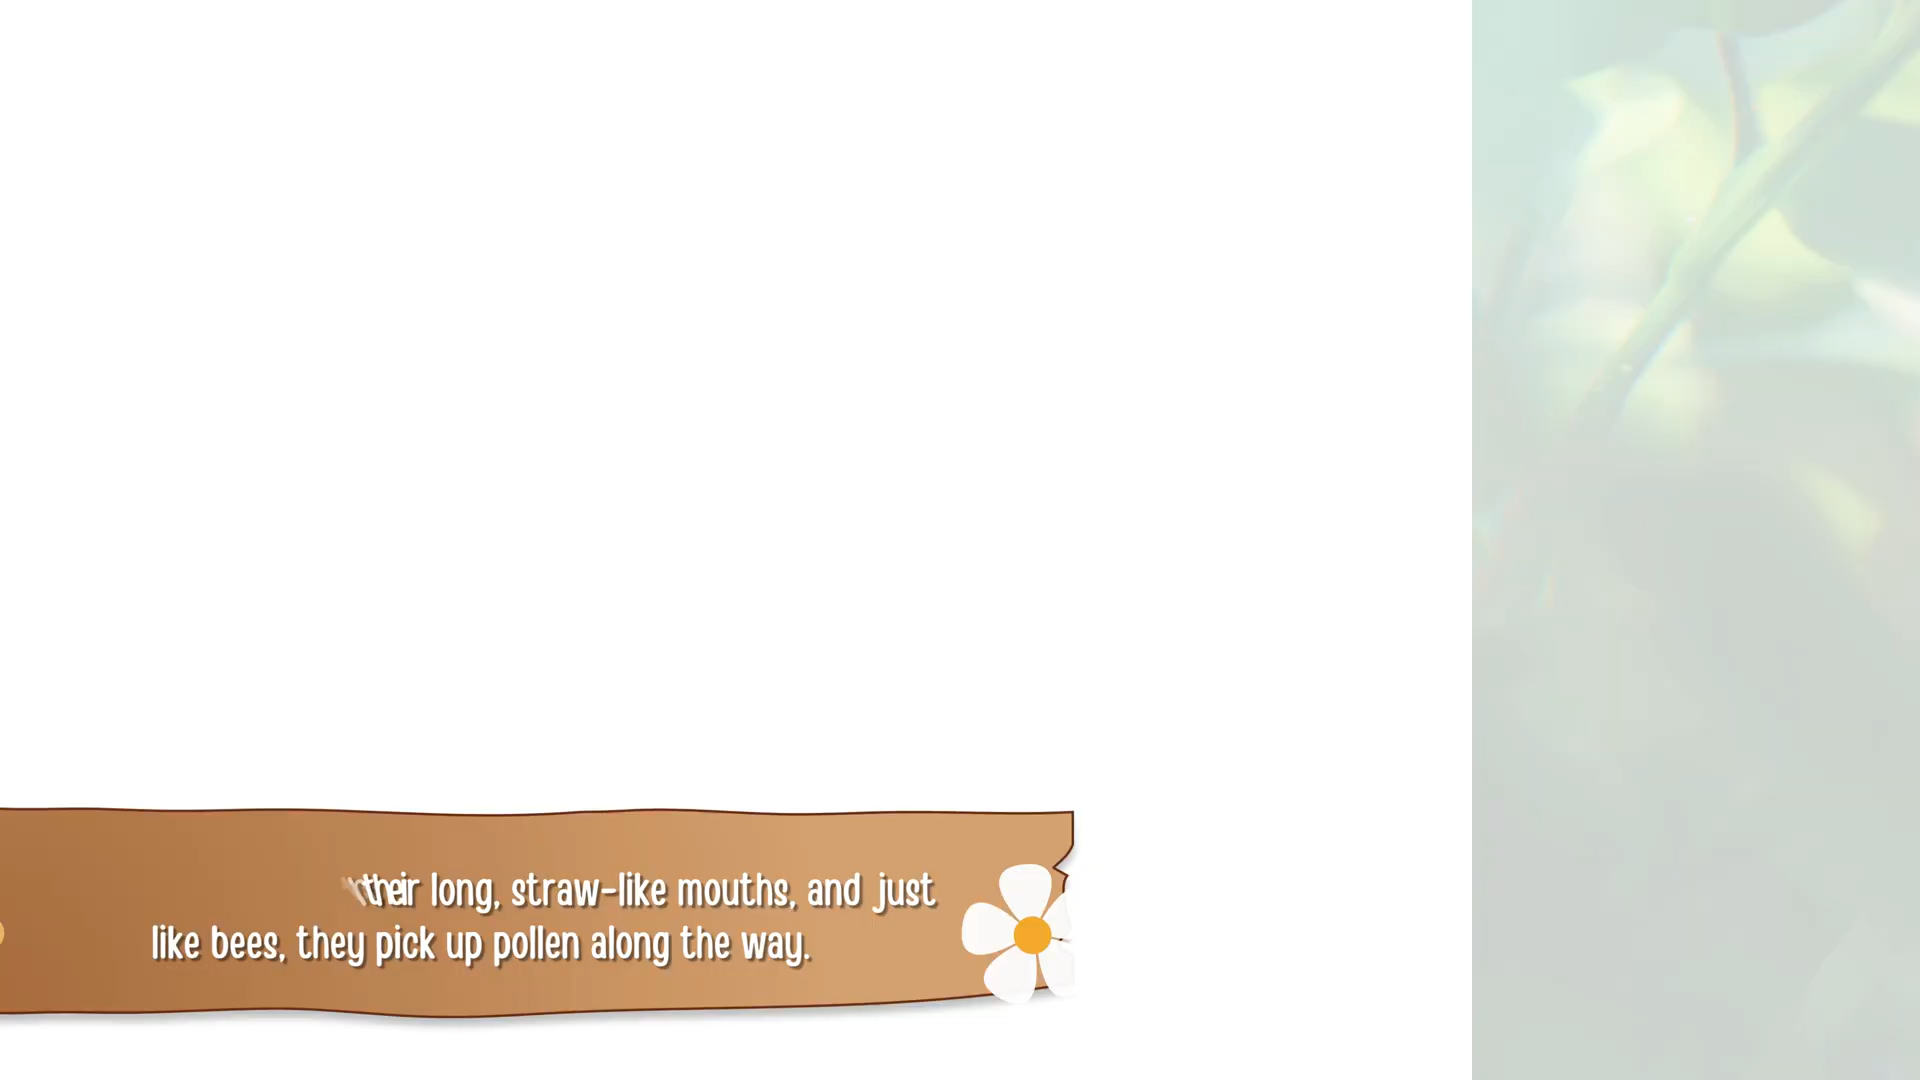 their long, straw-like mouths, and just
like bees, they pick up pollen along the way.